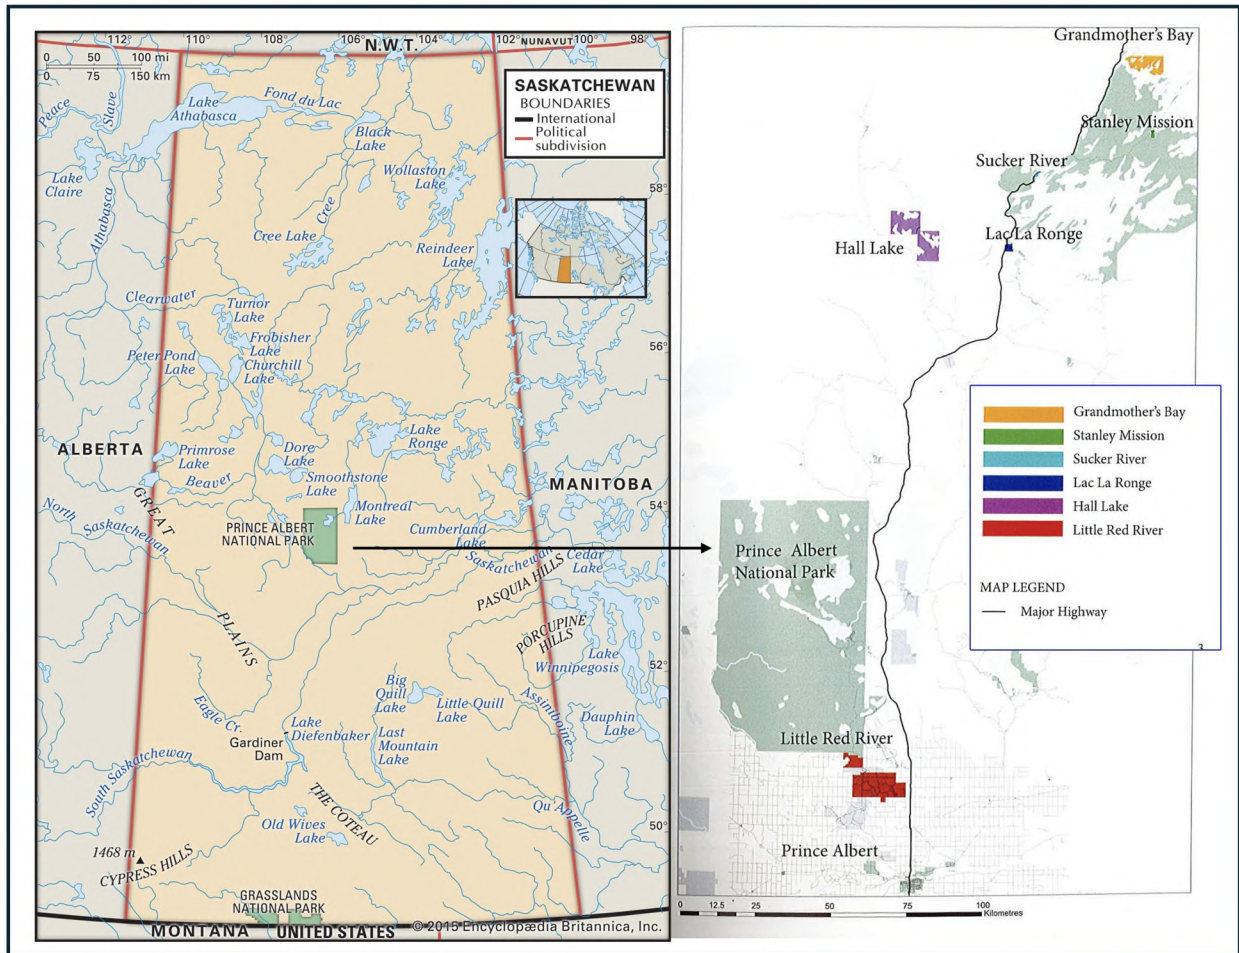 112°
110°
108°
106°
N.W.T.
102°
NUNAVUT
100°
98°
0 50 100 mi
0 75 150 km
SASKATCHEWAN
BOUNDARIES
International
Political
subdivision
Peace
Slave
Lake
Athabasca
Fond du Lac
Black
Lake
Lake
Claire
Wollaston
Lake
58°
Athabasca
Cree
Cree Lake
Reindeer
Lake
Clearwater
Turnor
Lake
Frobisher
Lake
Peter Pond
Lake
Churchill
Lake
56°
ALBERTA
Primrose
Lake
Beaver
Dore
Lake
Lake
Ronge
Smoothstone
Lake
MANITOBA
GREAT
PLAINS
North
Saskatchewan
Montreal
Lake
54°
PRINCE ALBERT
NATIONAL PARK
Cumberland
Lake
Saskatchewan
Cedar
Lake
PASQUIA HILLS
PORCUPINE
HILLS
Lake
Winnipegosis
52°
Big
Quill
Lake
Little Quill
Lake
Assiniboine
Dauphin
Lake
Eagle Cr.
Lake
Diefenbaker
Gardiner
Dam
Last
Mountain
Lake
South Saskatchewan
THE COTEAU
Qu'Appelle
Old Wives
Lake
50°
1468 m
CYPRESS HILLS
GRASSLANDS
NATIONAL PARK
MONTANA
UNITED STATES
© 2015 Encyclopædia Britannica, Inc.
Grandmother's Bay
Stanley Mission
Sucker River
Lac La Ronge
Hall Lake
Grandmother's Bay
Stanley Mission
Sucker River
Lac La Ronge
Hall Lake
Little Red River
MAP LEGEND
Major Highway
3
Prince Albert
National Park
Little Red River
Prince Albert
0 12.5 25 50 75 100
Kilometres